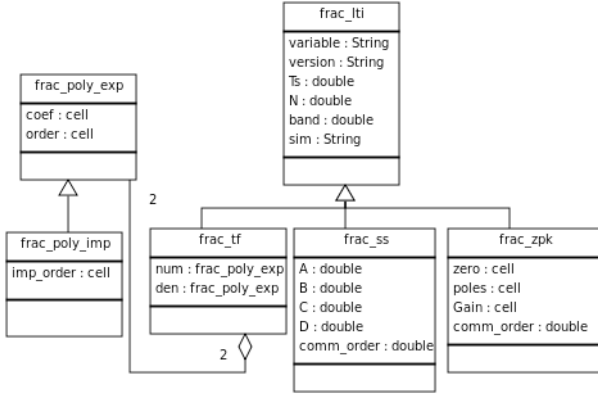 frac_lti
variable : String
version : String
Ts : double
N : double
band : double
sim : String
frac_poly_exp
coef : cell
order : cell
2
frac_poly_imp
imp_order : cell
frac_tf
num : frac_poly_exp
den : frac_poly_exp
2
frac_ss
A : double
B : double
C : double
D : double
comm_order : double
frac_zpk
zero : cell
poles : cell
Gain : cell
comm_order : double